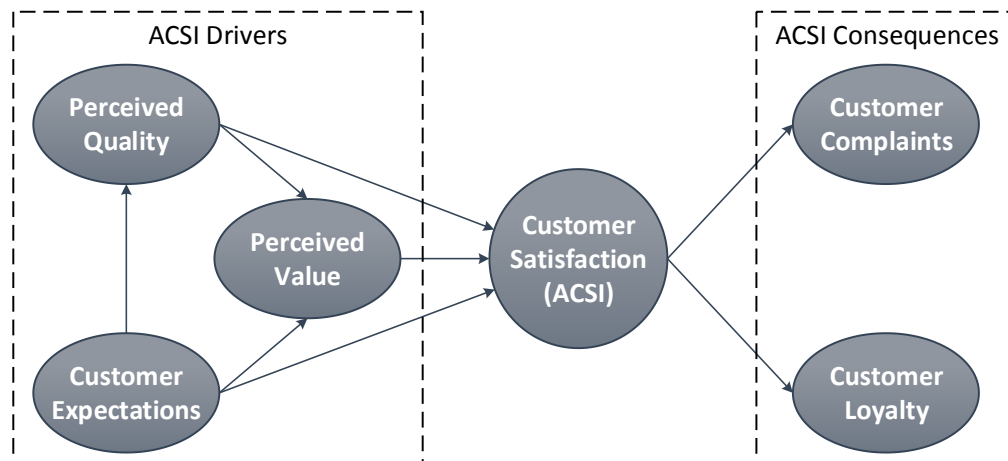 ACSI Drivers
ACSI Consequences
Perceived
Quality
Customer
Complaints
Perceived
Value
Customer
Satisfaction
(ACSI)
Customer
Expectations
Customer
Loyalty